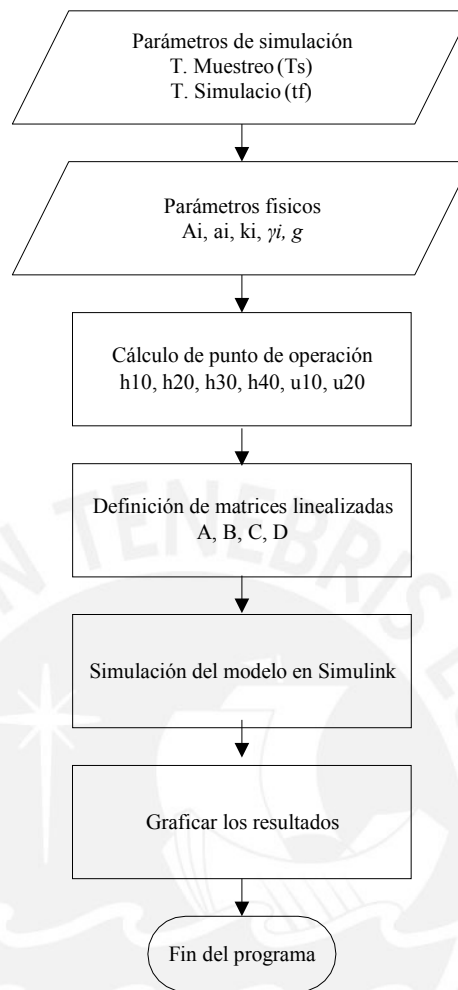 Parámetros de simulación
T. Muestreo (Ts)
T. Simulacio (tf)
Parámetros fisicos
Ai, ai, ki, γi, g
Cálculo de punto de operación
h10, h20, h30, h40, u10, u20
Definición de matrices linealizadas
A, B, C, D
Simulación del modelo en Simulink
Graficar los resultados
Fin del programa
TENEBRIS